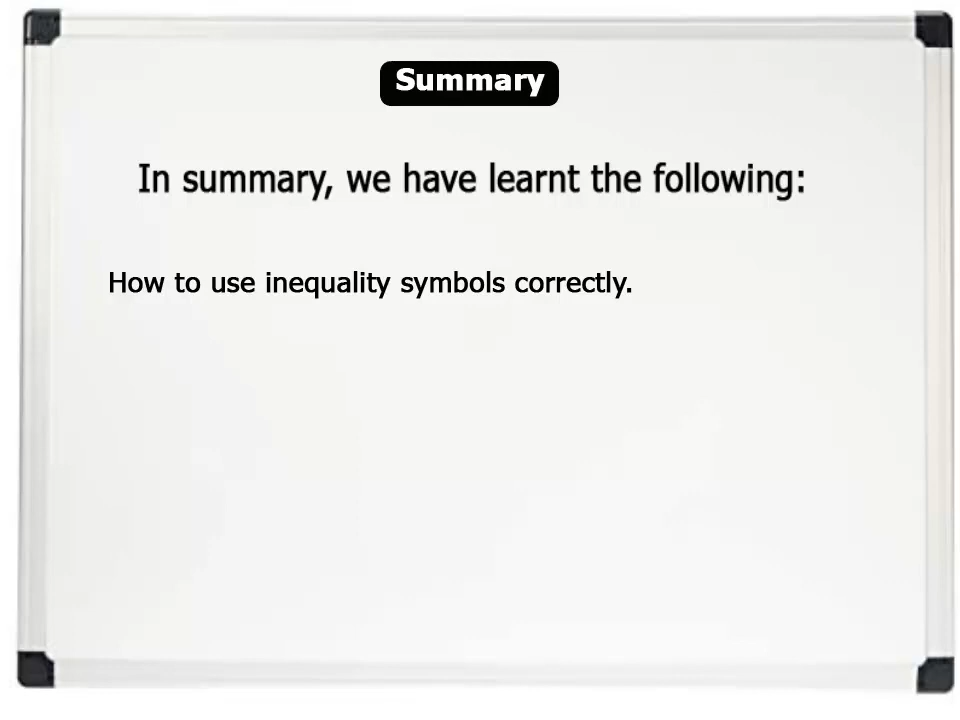 Summary
In summary, we have learnt the following:
How to use inequality symbols correctly.